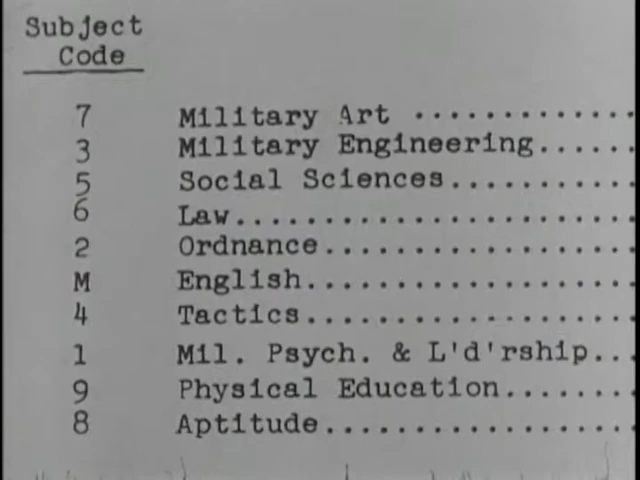 Subject
Code
7 Military Art .............
3 Military Engineering......
5 Social Sciences...........
6 Law.......................
2 Ordnance..................
M English...................
4 Tactics...................
1 Mil. Psych. & L'd'rship...
9 Physical Education........
8 Aptitude..................